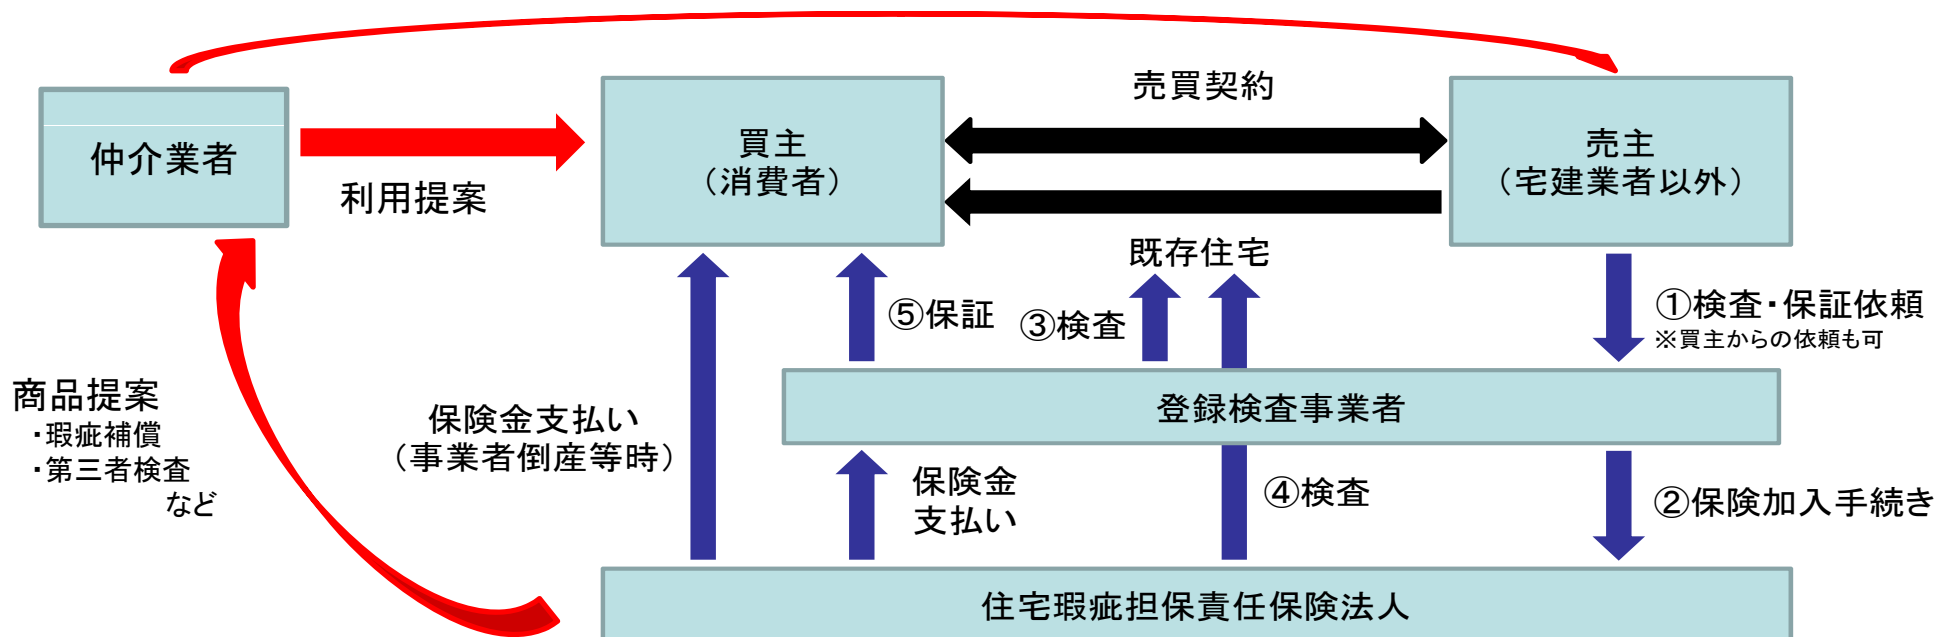 売買契約
仲介業者
利用提案
買主
（消費者）
売主
（宅建業者以外）
既存住宅
⑤保証
③検査
①検査・保証依頼
※買主からの依頼も可
商品提案
・瑕疵補償
・第三者検査
など
保険金支払い
（事業者倒産等時）
登録検査事業者
保険金
支払い
④検査
②保険加入手続き
住宅瑕疵担保責任保険法人